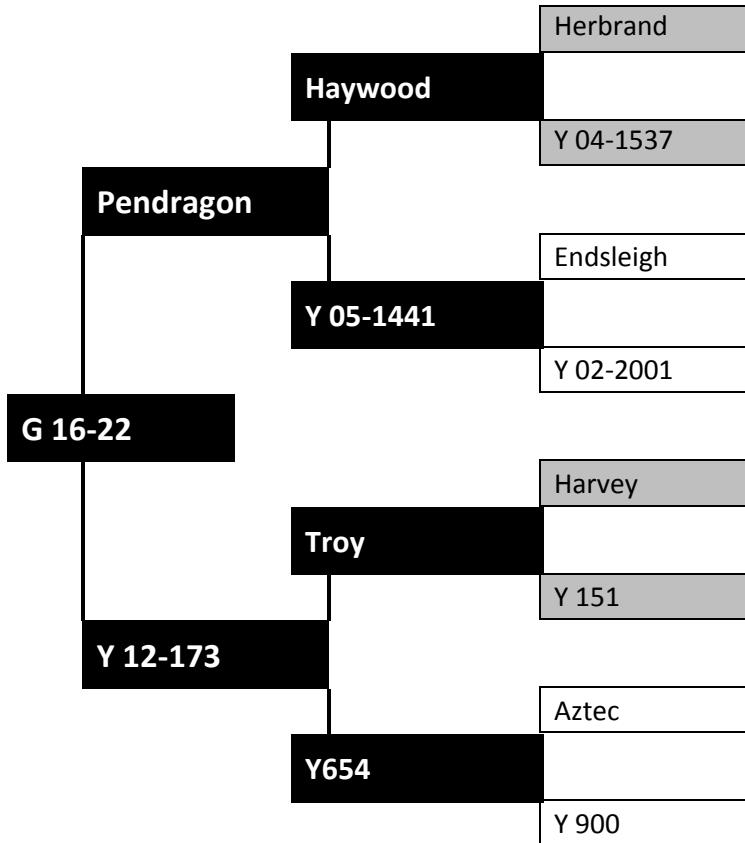 Herbrand
Haywood
Y 04-1537
Pendragon
Endsleigh
Y 05-1441
Y 02-2001
G 16-22
Harvey
Troy
Y 151
Y 12-173
Aztec
Y654
Y 900